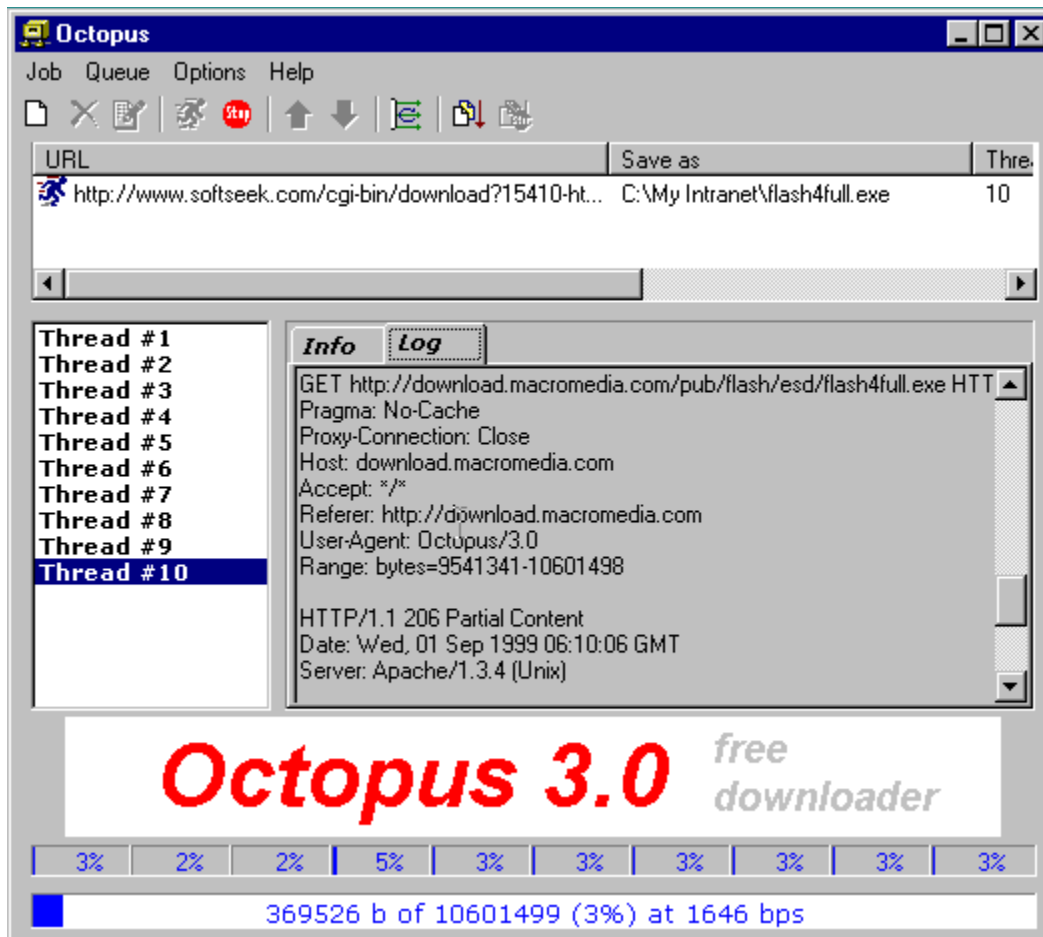 Octopus
Job Queue Options Help
Stop
URL Save as Threa
http://www.softseek.com/cgi-bin/download?15410-ht... C:\My Intranet\flash4full.exe 10
Thread #1
Thread #2
Thread #3
Thread #4
Thread #5
Thread #6
Thread #7
Thread #8
Thread #9
Thread #10
Info Log
GET http://download.macromedia.com/pub/flash/esd/flash4full.exe HTT
Pragma: No-Cache
Proxy-Connection: Close
Host: download.macromedia.com
Accept: */*
Referer: http://download.macromedia.com
User-Agent: Octopus/3.0
Range: bytes=9541341-10601498
HTTP/1.1 206 Partial Content
Date: Wed, 01 Sep 1999 06:10:06 GMT
Server: Apache/1.3.4 (Unix)
Octopus 3.0
free
downloader
3% 2% 2% 5% 3% 3% 3% 3% 3% 3%
369526 b of 10601499 (3%) at 1646 bps